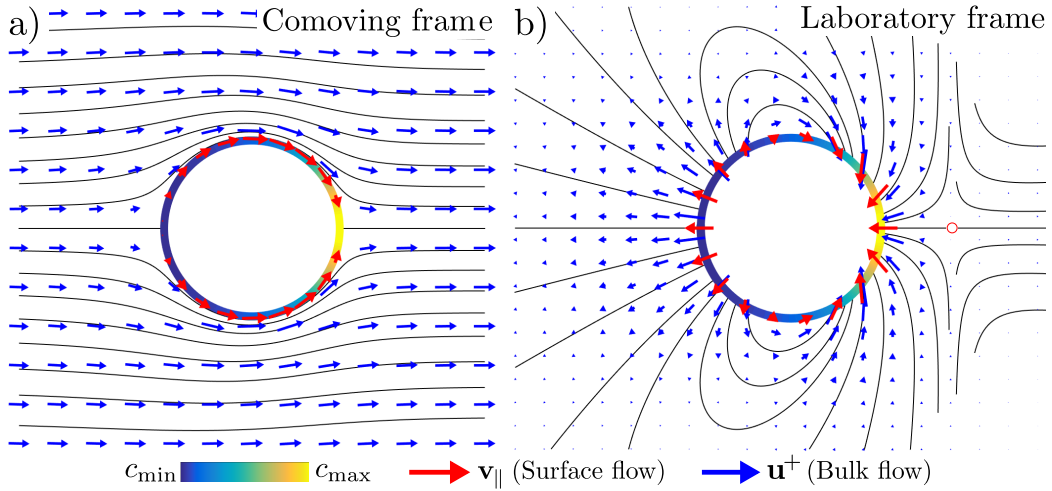 a) Comoving frame
b) Laboratory frame
c_min c_max v_∥ (Surface flow) u^+ (Bulk flow)